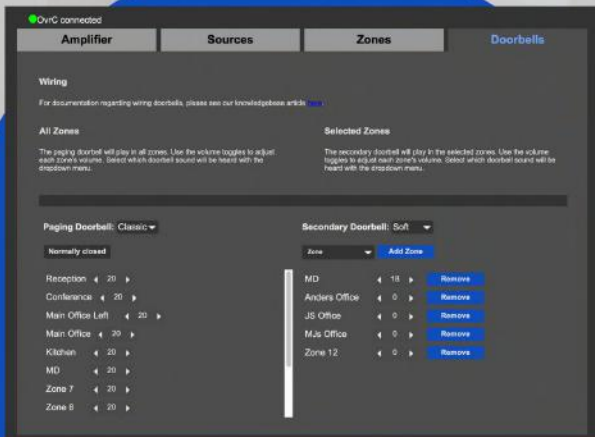 OvrC connected
Amplifier Sources Zones Doorbells
Wiring
For documentation regarding wiring doorbells, please see our knowledgebase article here
All Zones
The paging doorbell will play in all zones. Use the volume toggles to adjust
each zone's volume. Select which doorbell sound will be heard with the
dropdown menu.
Selected Zones
The secondary doorbell will play in the selected zones. Use the volume
toggles to adjust each zone's volume. Select which doorbell sound will be
heard with the dropdown menu.
Paging Doorbell: Classic
Normally closed
Reception 20
Conference 20
Main Office Left 20
Main Office 20
Kitchen 20
MD 20
Zone 7 20
Zone 8 20
Secondary Doorbell: Soft
Zone Add Zone
MD 18 Remove
Anders Office 0 Remove
JS Office 0 Remove
MJs Office 0 Remove
Zone 12 0 Remove